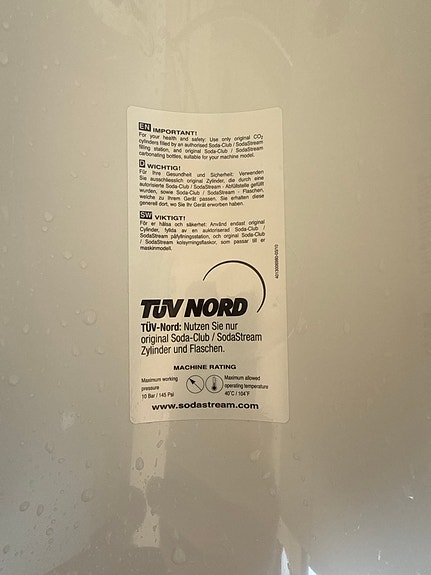 EN IMPORTANT!
For your health and safety: Use only original CO₂
cylinders filled by an authorised Soda-Club / SodaStream
filling station, and original Soda-Club / SodaStream
carbonating bottles, suitable for your machine model.
D WICHTIG!
Für Ihre Gesundheit und Sicherheit: Verwenden
Sie ausschliesslich original Zylinder, die durch eine
autorisierte Soda-Club / SodaStream - Abfüllstelle gefüllt
wurden, sowie Soda-Club / SodaStream - Flaschen,
welche zu Ihrem Gerät passen. Sie erhalten diese
generell dort, wo Sie Ihr Gerät erworben haben.
SW VIKTIGT!
För er hälsa och säkerhet: Använd endast original
Cylinder, fyllda av en auktoriserad Soda-Club /
SodaStream påfyllningstation, och orginal Soda-Club
/ SodaStream kolsyrningsflaskor, som passar till er
maskinmodell.
TÜV NORD
TÜV-Nord: Nutzen Sie nur
original Soda-Club / SodaStream
Zylinder und Flaschen.
MACHINE RATING
Maximum working
pressure
10 Bar / 145 Psi
Maximum allowed
operating temperature
40°C / 104°F
www.sodastream.com